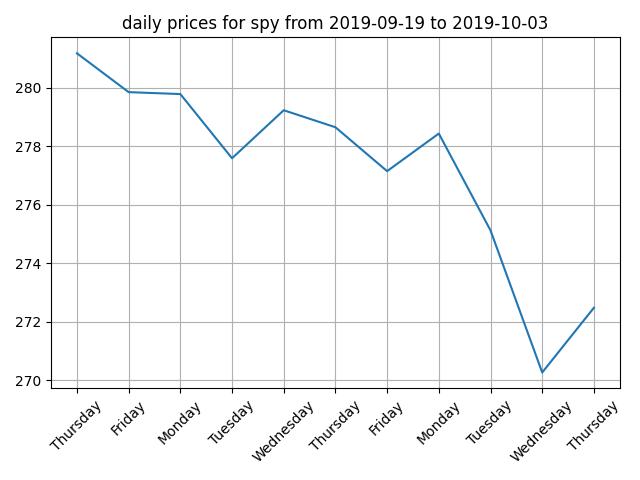 daily prices for spy from 2019-09-19 to 2019-10-03
280
278
276
274
272
270
Thursday
Friday
Monday
Tuesday
Wednesday
Thursday
Friday
Monday
Tuesday
Wednesday
Thursday